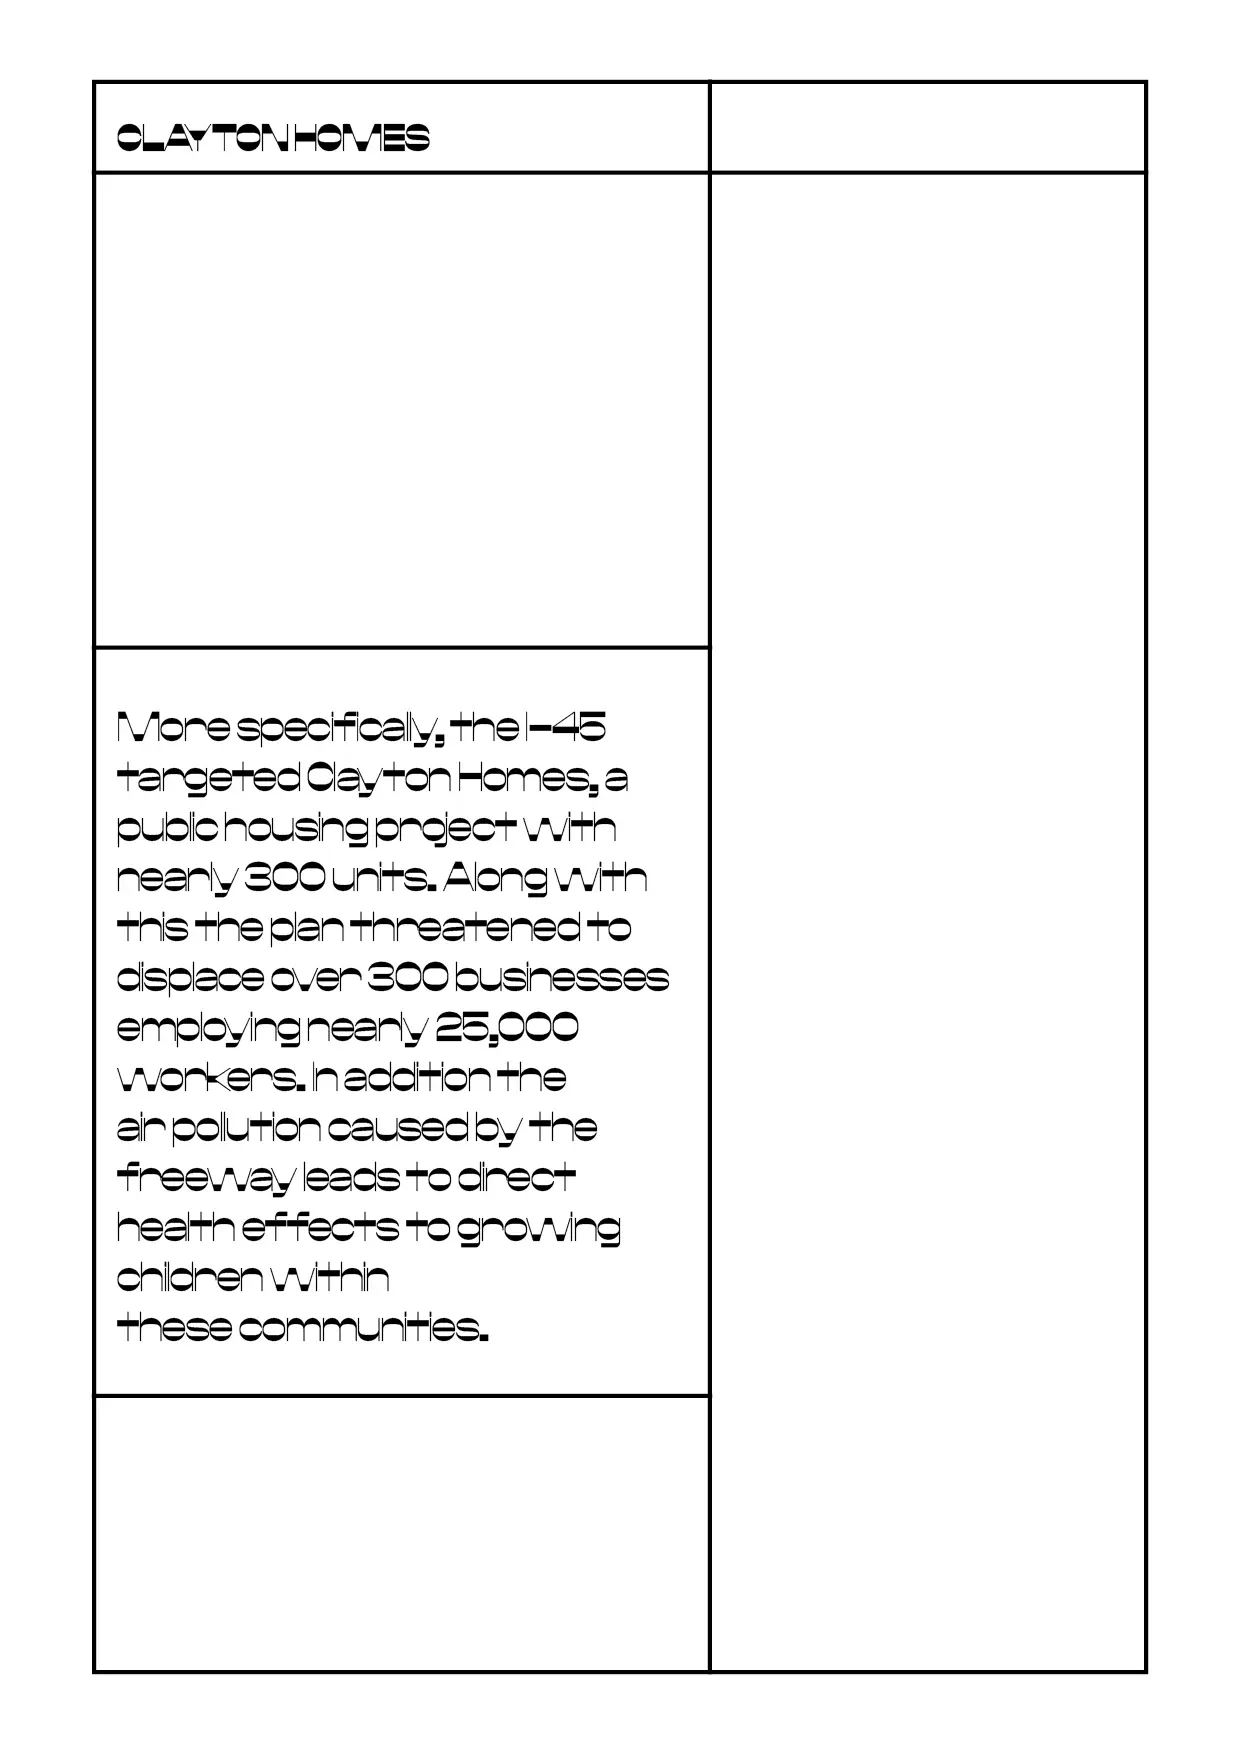 CLAYTON HOMES
More specifically, the I-45
targeted Clayton Homes, a
public housing project with
nearly 300 units. Along with
this the plan threatened to
displace over 300 businesses
employing nearly 25,000
workers. In addition the
air pollution caused by the
freeway leads to direct
health effects to growing
children within
these communities.